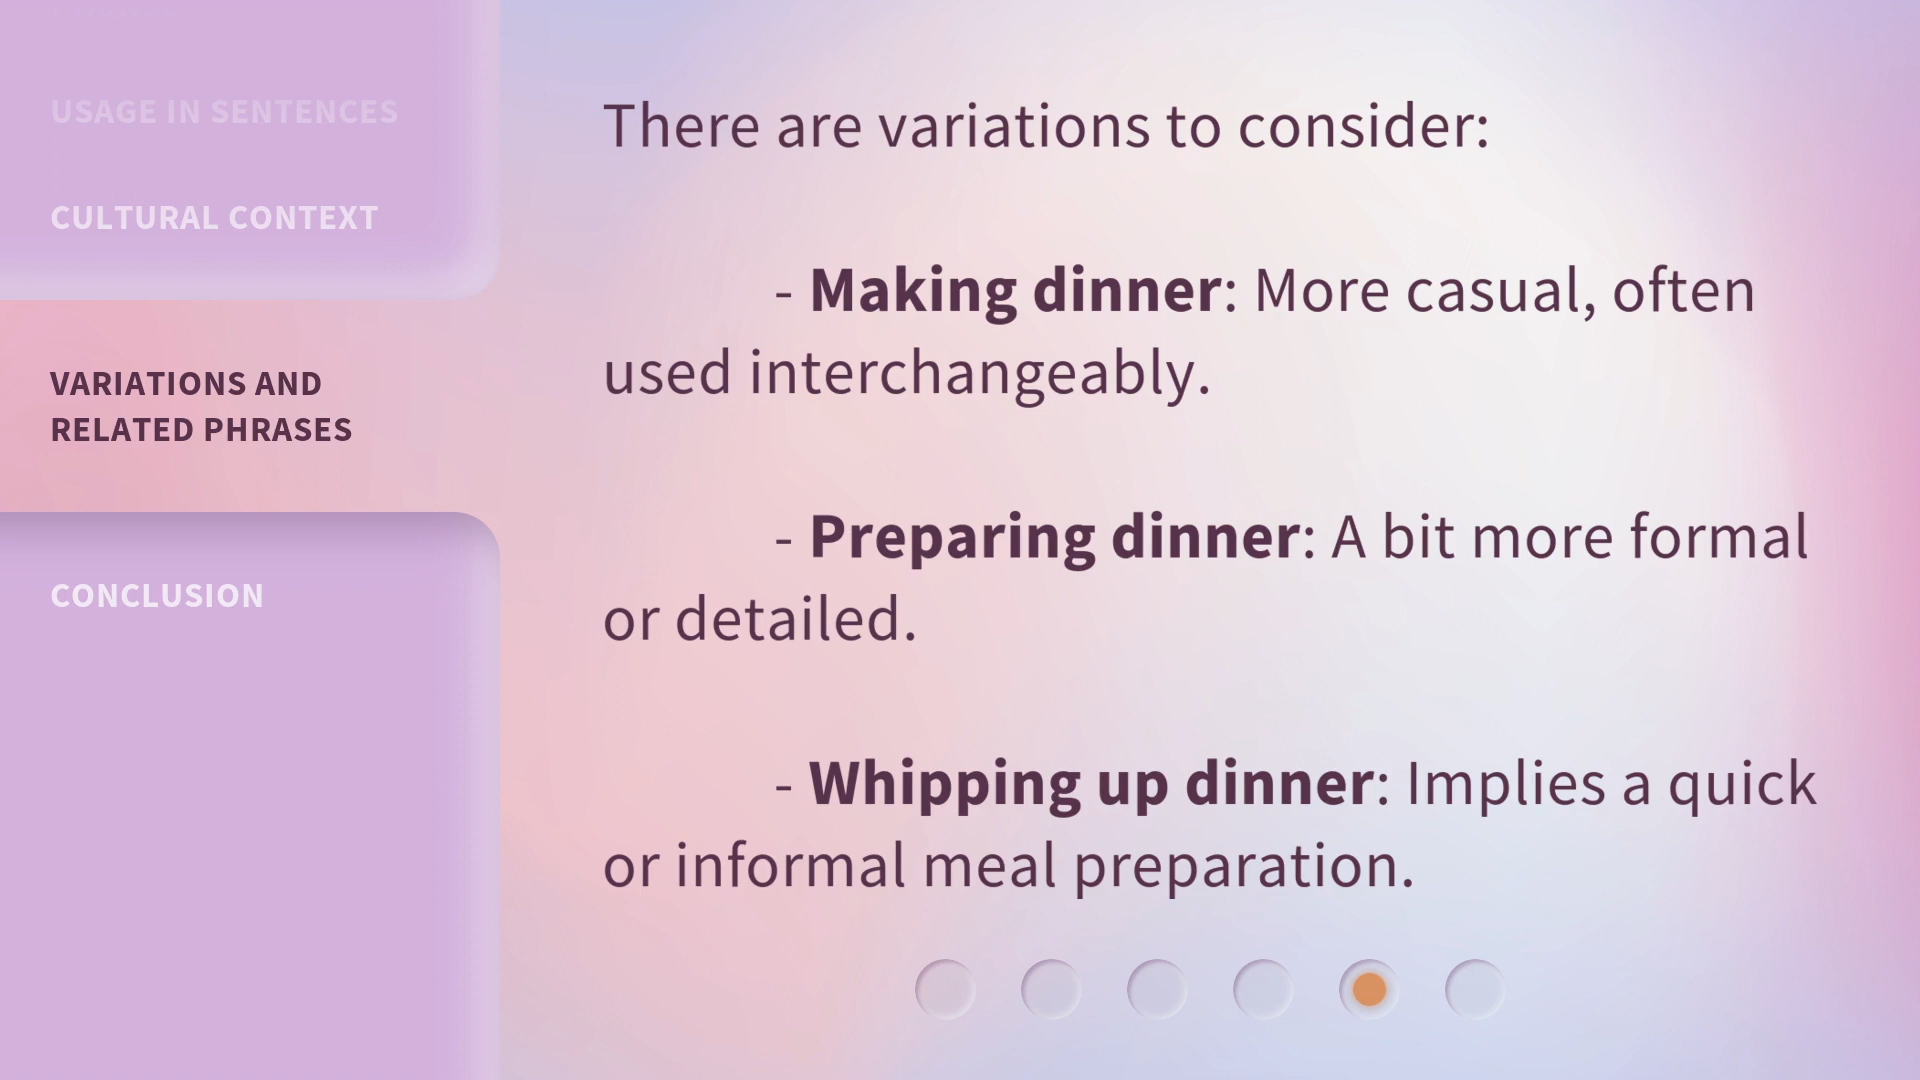 USAGE IN SENTENCES
CULTURAL CONTEXT
VARIATIONS AND
RELATED PHRASES
CONCLUSION
There are variations to consider:
- Making dinner: More casual, often
used interchangeably.
- Preparing dinner: A bit more formal
or detailed.
- Whipping up dinner: Implies a quick
or informal meal preparation.